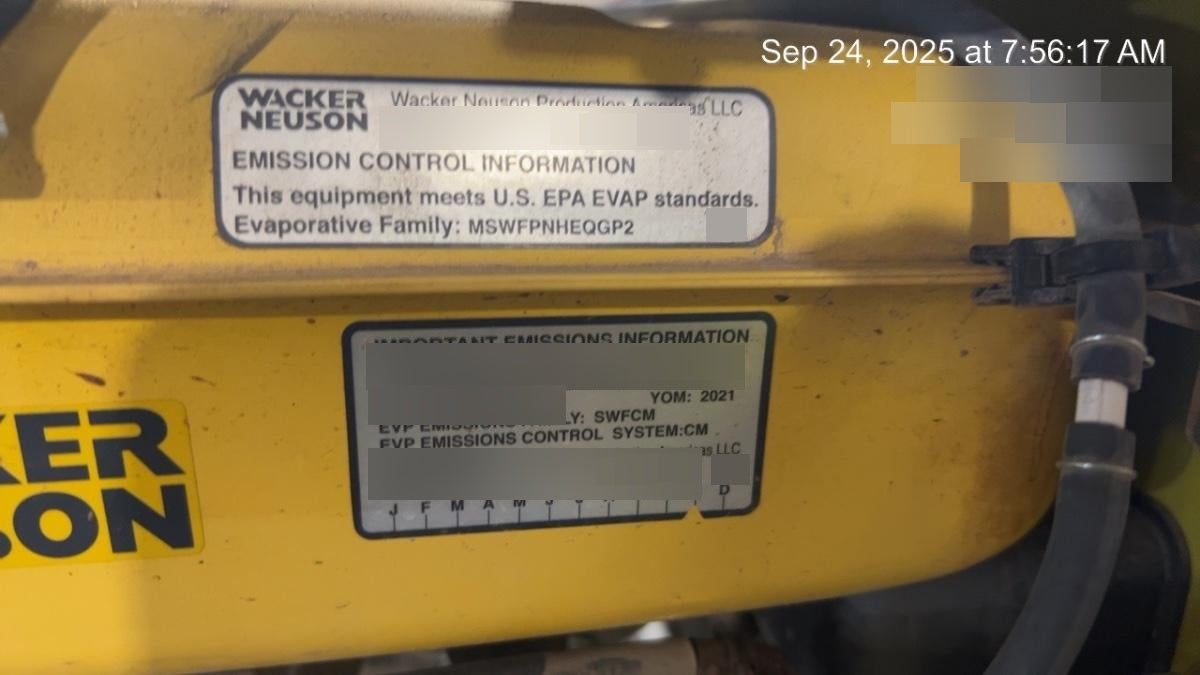 Sep 24, 2025 at 7:56:17 AM
WACKER
NEUSON
Wacker Neuson Production Americas LLC
EMISSION CONTROL INFORMATION
This equipment meets U.S. EPA EVAP standards.
Evaporative Family: MSWFPNHEQGP2
IMPORTANT EMISSIONS INFORMATION
YOM: 2021
LY: SWFCM
EVP EMISSIONS CONTROL SYSTEM:CM
LLC
J F M A M J D
KER
SON